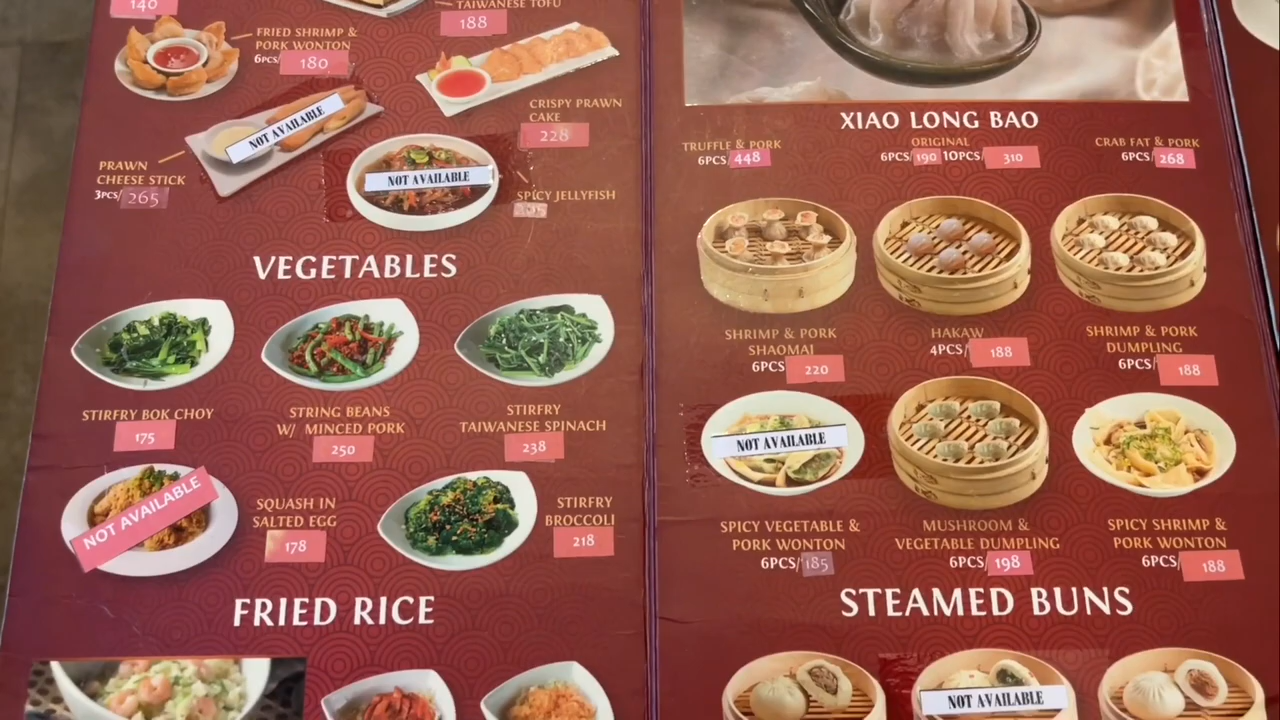 140
TAIWANESE TOFU
188
FRIED SHRIMP &
PORK WONTON
6PCS/ 180
NOT AVAILABLE
CRISPY PRAWN
CAKE
228
PRAWN
CHEESE STICK
3PCS/265
NOT AVAILABLE
SPICY JELLYFISH
VEGETABLES
STIRFRY BOK CHOY
175
STRING BEANS
W/ MINCED PORK
250
STIRFRY
TAIWANESE SPINACH
238
NOT AVAILABLE
SQUASH IN
SALTED EGG
178
STIRFRY
BROCCOLI
218
FRIED RICE
XIAO LONG BAO
TRUFFLE & PORK
6PCS/448
ORIGINAL
6PCS/190 10PCS/ 310
CRAB FAT & PORK
6PCS/268
SHRIMP & PORK
SHAOMAI
6PCS 220
HAKAW
4PCS/ 188
SHRIMP & PORK
DUMPLING
6PCS/ 188
NOT AVAILABLE
SPICY VEGETABLE &
PORK WONTON
6PCS/185
MUSHROOM &
VEGETABLE DUMPLING
6PCS/198
SPICY SHRIMP &
PORK WONTON
6PCS/ 188
STEAMED BUNS
NOT AVAILABLE